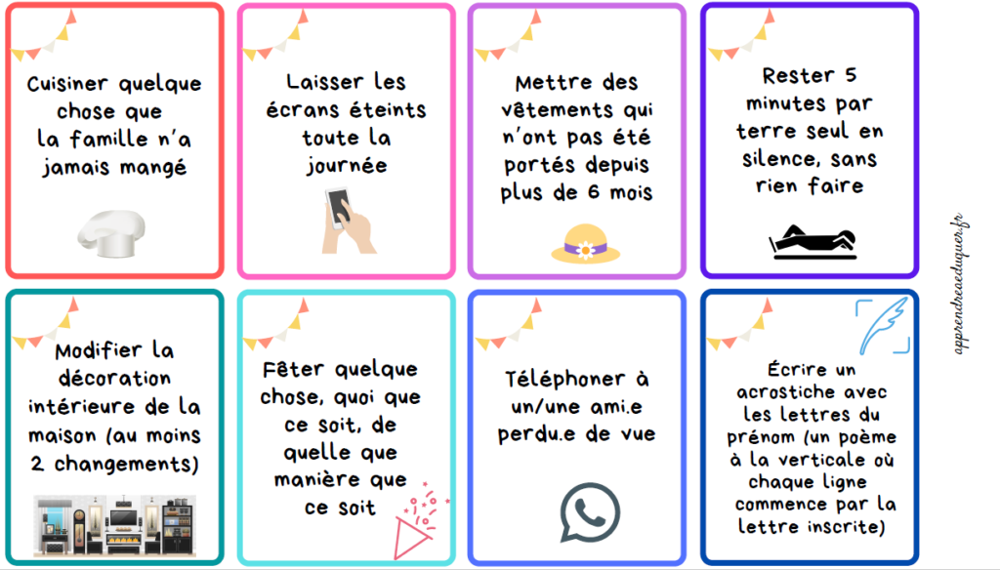 Cuisiner quelque
chose que
la famille n'a
jamais mangé
Laisser les
écrans éteints
toute la
journée
Mettre des
vêtements qui
n'ont pas été
portés depuis
plus de 6 mois
Rester 5
minutes par
terre seul en
silence, sans
rien faire
apprendreaeduquer.fr
Modifier la
décoration
intérieure de la
maison (au moins
2 changements)
Fêter quelque
chose, quoi que
ce soit, de
quelle que
manière que
ce soit
Téléphoner à
un/une ami.e
perdu.e de vue
Écrire un
acrostiche avec
les lettres du
prénom (un poème
à la verticale où
chaque ligne
commence par la
lettre inscrite)